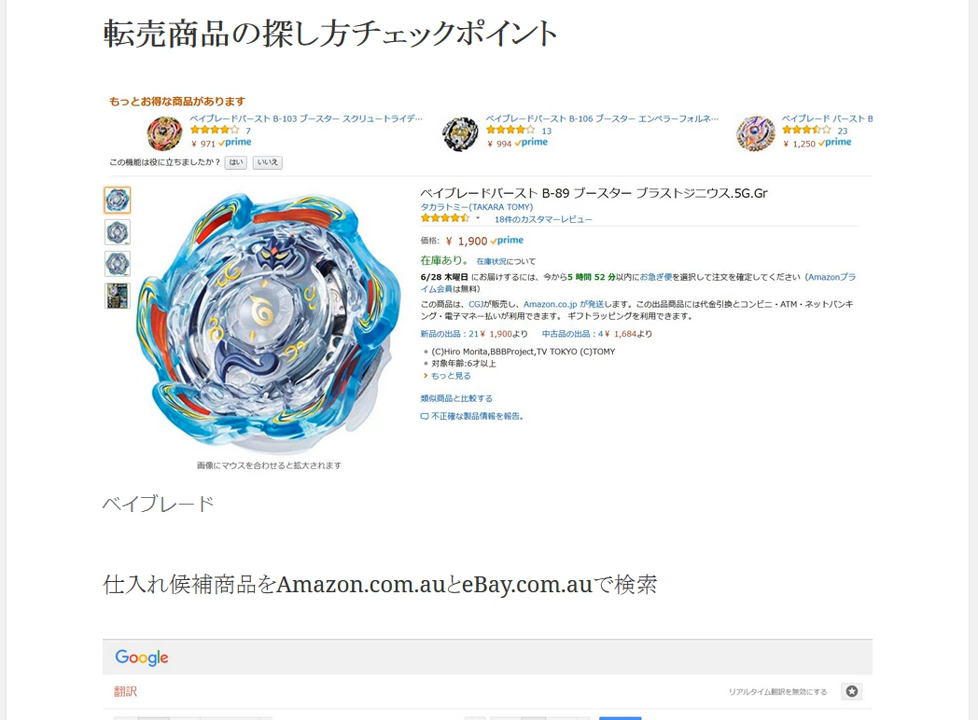 転売商品の探し方チェックポイント
もっとお得な商品があります
ベイブレードバースト B-103 ブースター スクリュートライデ…
7
¥ 971 prime
ベイブレードバースト B-106 ブースター エンペラーフォルネ…
13
¥ 994 prime
ベイブレード バースト B
23
¥ 1,250 prime
この機能は役に立ちましたか？ はい いいえ
ベイブレードバースト B-89 ブースター ブラストジニウス.5G.Gr
タカラトミー(TAKARA TOMY)
18件のカスタマーレビュー
価格: ¥ 1,900 prime
在庫あり。 在庫状況について
6/28 木曜日 にお届けするには、今から5 時間 52 分以内にお急ぎ便を選択して注文を確定してください（Amazonプラ
イム会員は無料）
この商品は、CGJが販売し、Amazon.co.jp が発送します。この出品商品には代金引換とコンビニ・ATM・ネットバンキ
ング・電子マネー払いが利用できます。 ギフトラッピングを利用できます。
新品の出品：21¥ 1,900より 中古品の出品：4¥ 1,684より
(C)Hiro Morita,BBBProject,TV TOKYO (C)TOMY
対象年齢:6才以上
もっと見る
類似商品と比較する
不正確な製品情報を報告。
画像にマウスを合わせると拡大されます
ベイブレード
仕入れ候補商品をAmazon.com.auとeBay.com.auで検索
Google
翻訳
リアルタイム翻訳を無効にする